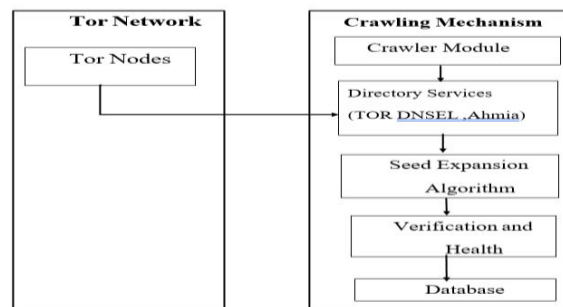 Tor Network
Tor Nodes
Crawling Mechanism
Crawler Module
Directory Services
(TOR DNSEL ,Ahmia)
Seed Expansion
Algorithm
Verification and
Health
Database